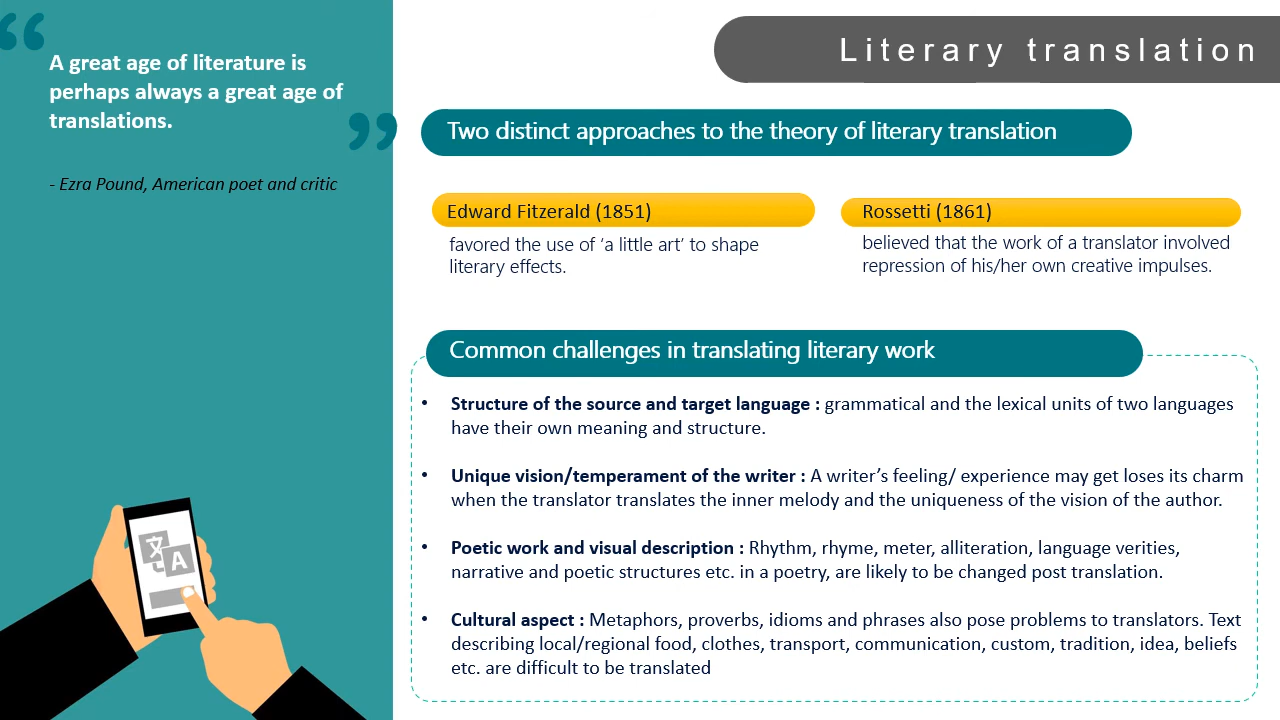 “
A great age of literature is
perhaps always a great age of
translations.
”
- Ezra Pound, American poet and critic
Literary translation
Two distinct approaches to the theory of literary translation
Edward Fitzerald (1851)
favored the use of ‘a little art’ to shape
literary effects.
Rossetti (1861)
believed that the work of a translator involved
repression of his/her own creative impulses.
Common challenges in translating literary work
• Structure of the source and target language : grammatical and the lexical units of two languages
have their own meaning and structure.
• Unique vision/temperament of the writer : A writer’s feeling/ experience may get loses its charm
when the translator translates the inner melody and the uniqueness of the vision of the author.
• Poetic work and visual description : Rhythm, rhyme, meter, alliteration, language verities,
narrative and poetic structures etc. in a poetry, are likely to be changed post translation.
• Cultural aspect : Metaphors, proverbs, idioms and phrases also pose problems to translators. Text
describing local/regional food, clothes, transport, communication, custom, tradition, idea, beliefs
etc. are difficult to be translated
文
A